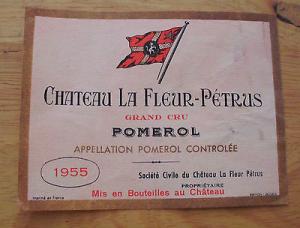 CHATEAU LA FLEUR-PÉTRUS
GRAND CRU
POMEROL
APPELLATION POMEROL CONTROLÉE
1955
Société Civile du Château La Fleur Pétrus
PROPRIÉTAIRE
Mis en Bouteilles au Château